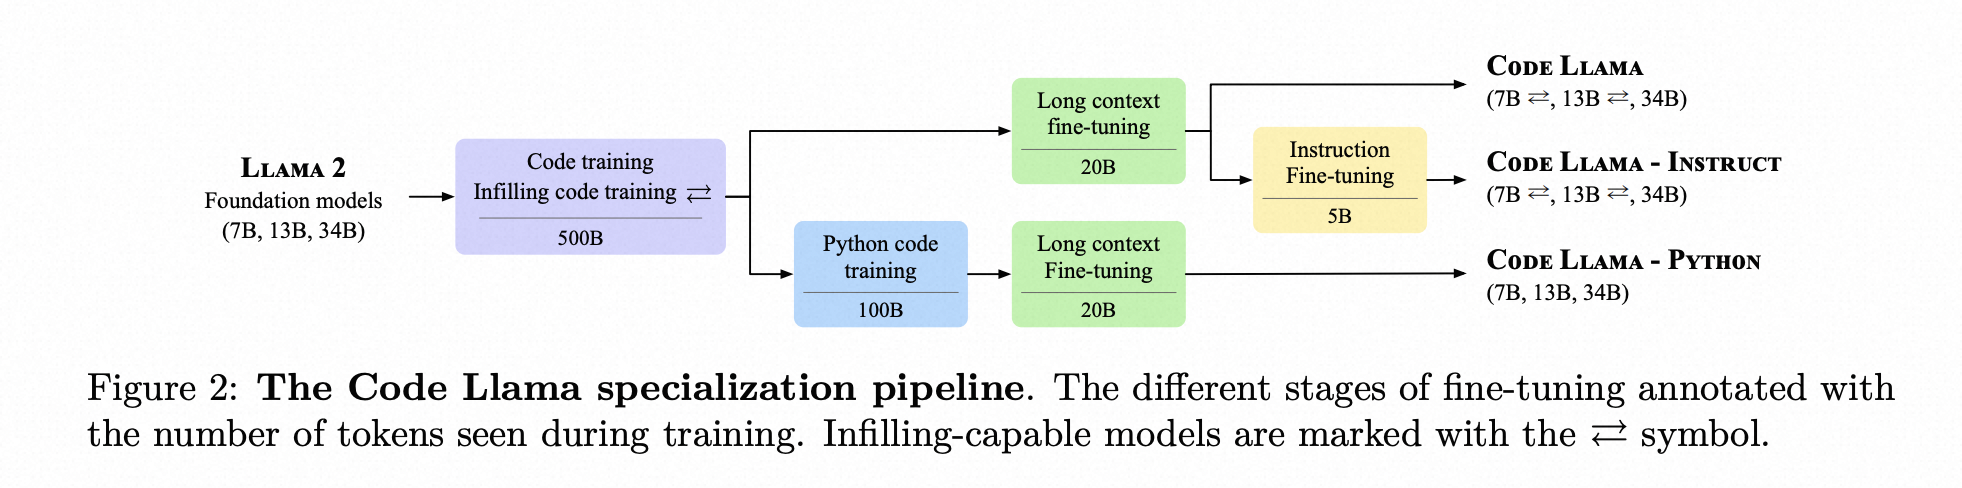 LLAMA 2
Foundation models
(7B, 13B, 34B)
Code training
Infilling code training ⇄
500B
Python code
training
100B
Long context
fine-tuning
20B
Long context
Fine-tuning
20B
Instruction
Fine-tuning
5B
CODE LLAMA
(7B ⇄, 13B ⇄, 34B)
CODE LLAMA - INSTRUCT
(7B ⇄, 13B ⇄, 34B)
CODE LLAMA - PYTHON
(7B, 13B, 34B)
Figure 2: The Code Llama specialization pipeline. The different stages of fine-tuning annotated with
the number of tokens seen during training. Infilling-capable models are marked with the ⇄ symbol.